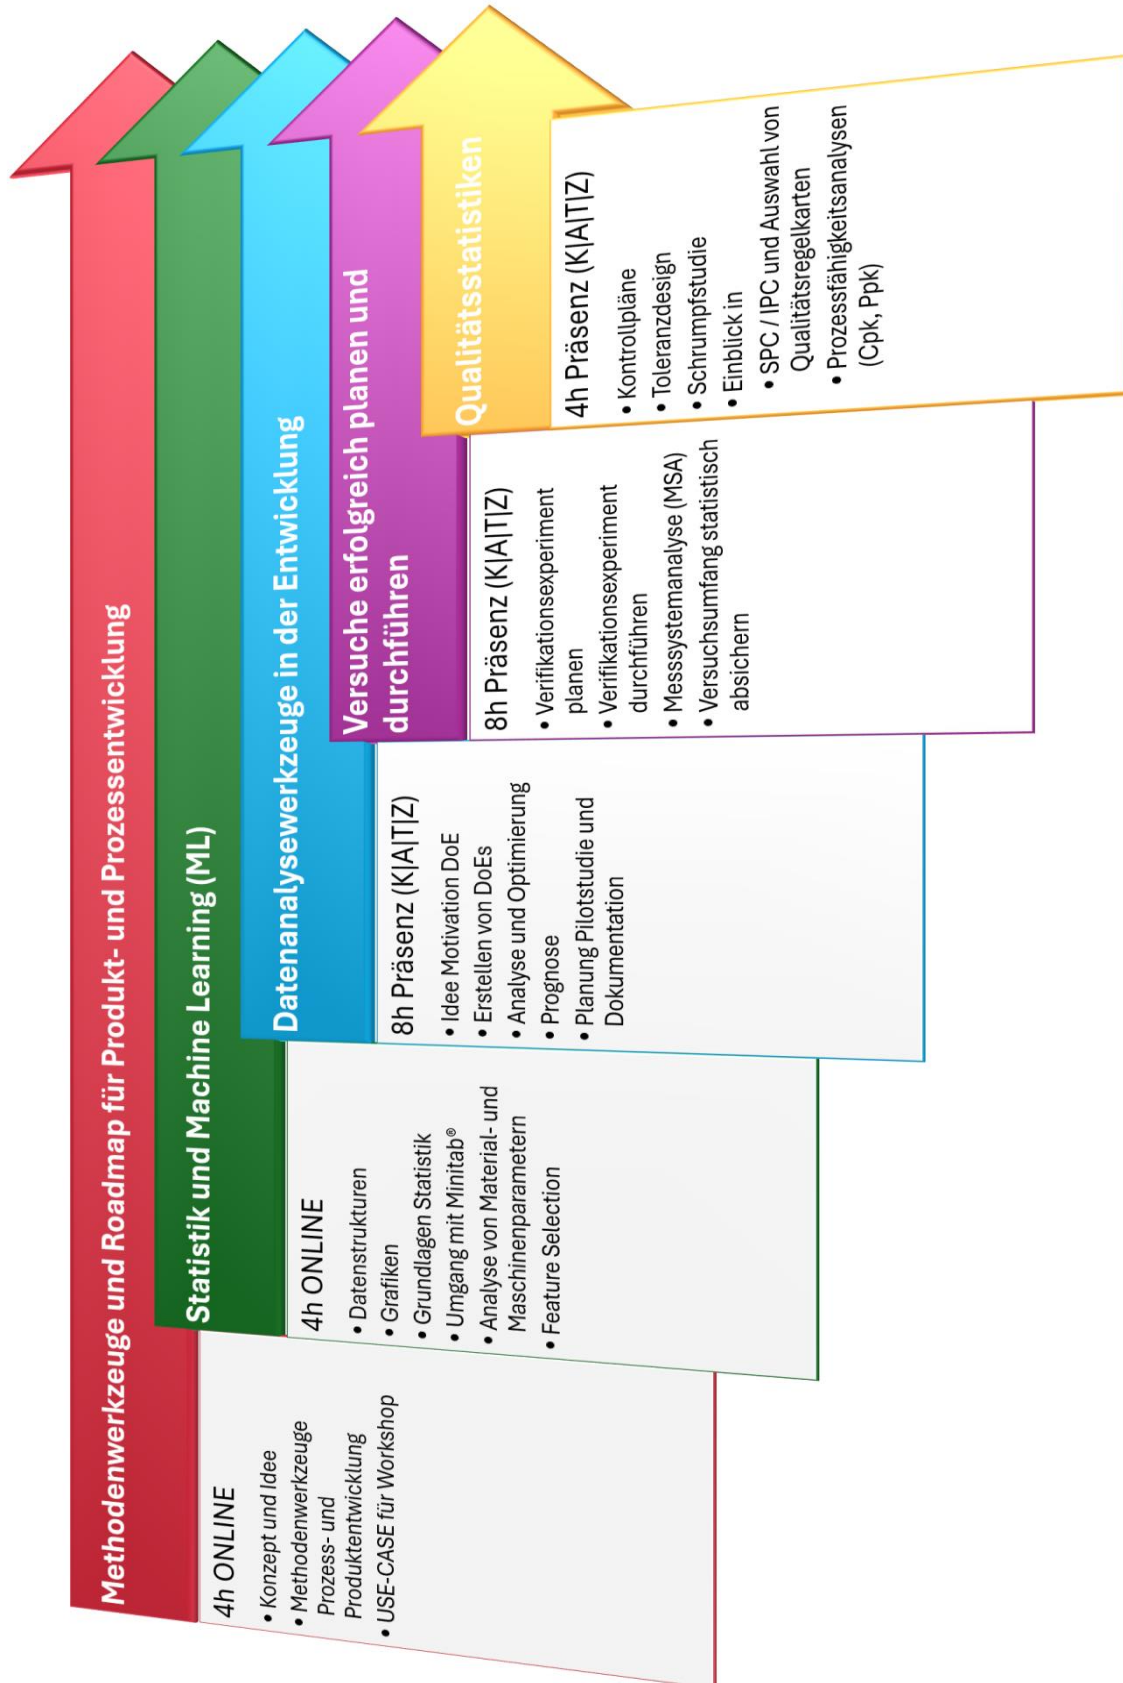 Methodenwerkzeuge und Roadmap für Produkt- und Prozessentwicklung
4h ONLINE
• Konzept und Idee
• Methodenwerkzeuge
Prozess- und
Produktentwicklung
• USE-CASE für Workshop
Statistik und Machine Learning (ML)
4h ONLINE
• Datenstrukturen
• Grafiken
• Grundlagen Statistik
• Umgang mit Minitab®
• Analyse von Material- und
Maschinenparametern
• Feature Selection
Datenanalysewerkzeuge in der Entwicklung
8h Präsenz (K|A|T|Z)
• Idee Motivation DoE
• Erstellen von DoEs
• Analyse und Optimierung
• Prognose
• Planung Pilotstudie und
Dokumentation
Versuche erfolgreich planen und
durchführen
8h Präsenz (K|A|T|Z)
• Verifikationsexperiment
planen
• Verifikationsexperiment
durchführen
• Messsystemanalyse (MSA)
• Versuchsumfang statistisch
absichern
Qualitätsstatistiken
4h Präsenz (K|A|T|Z)
• Kontrollpläne
• Toleranzdesign
• Schrumpfstudie
• Einblick in
• SPC / IPC und Auswahl von
Qualitätsregelkarten
• Prozessfähigkeitsanalysen
(Cpk, Ppk)